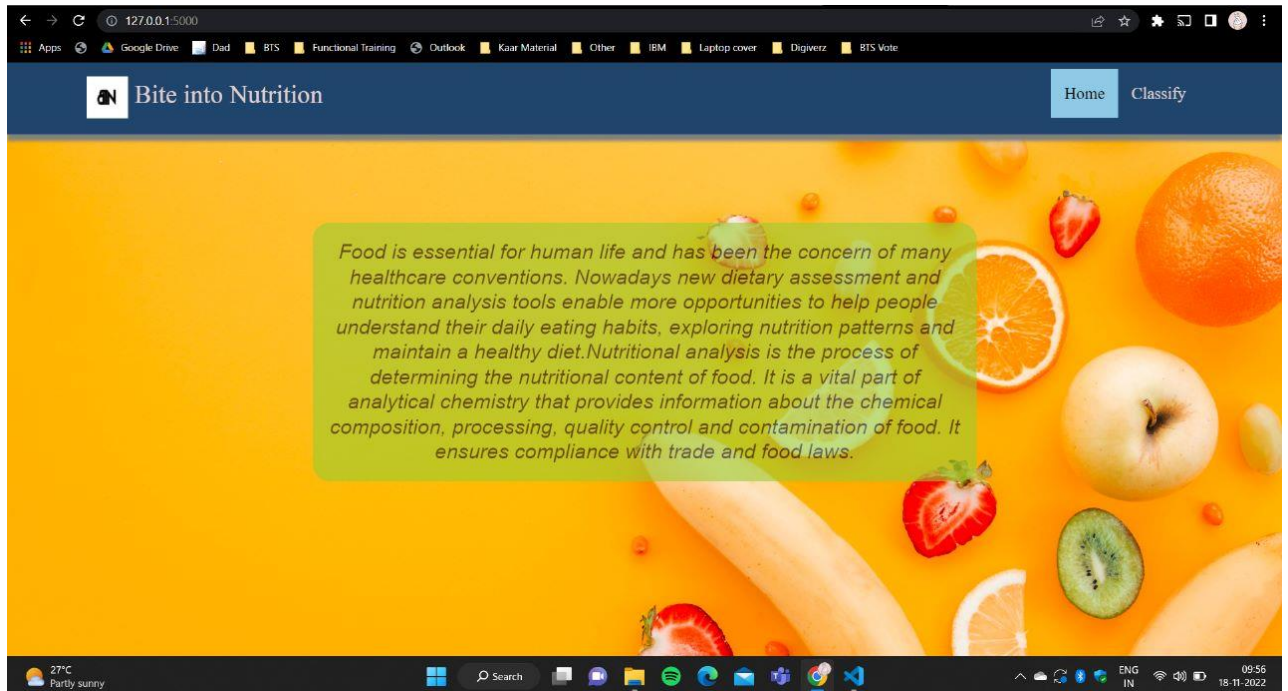 127.0.0.1:5000
Apps Google Drive Dad BTS Functional Training Outlook Kaar Material Other IBM Laptop cover Digiverz BTS Vote
Bite into Nutrition Home Classify
Food is essential for human life and has been the concern of many
healthcare conventions. Nowadays new dietary assessment and
nutrition analysis tools enable more opportunities to help people
understand their daily eating habits, exploring nutrition patterns and
maintain a healthy diet.Nutritional analysis is the process of
determining the nutritional content of food. It is a vital part of
analytical chemistry that provides information about the chemical
composition, processing, quality control and contamination of food. It
ensures compliance with trade and food laws.
27°C
Partly sunny
Search
ENG
IN
09:56
18-11-2022